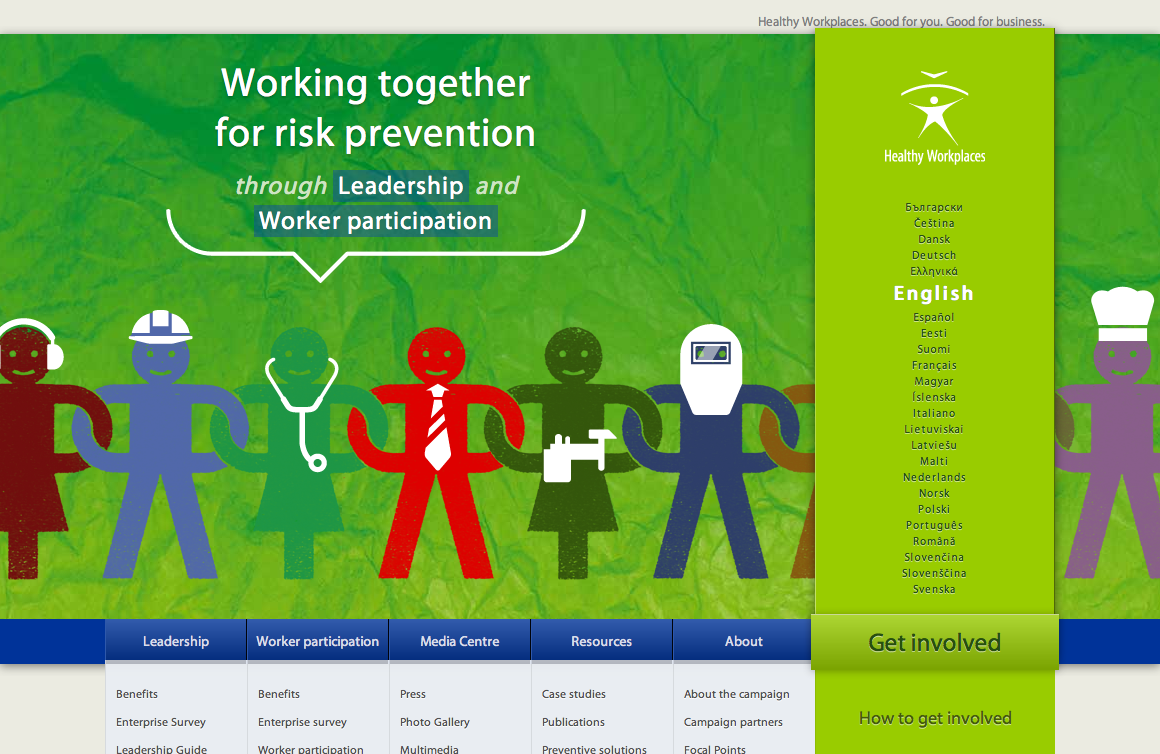 Healthy Workplaces. Good for you. Good for business.
Working together
for risk prevention
through Leadership and
Worker participation
Healthy Workplaces
Български
Čeština
Dansk
Deutsch
Ελληνικά
English
Español
Eesti
Suomi
Français
Magyar
Íslenska
Italiano
Lietuviskai
Latviešu
Malti
Nederlands
Norsk
Polski
Português
Română
Slovenčina
Slovenščina
Svenska
Leadership
Worker participation
Media Centre
Resources
About
Get involved
Benefits
Enterprise Survey
Leadership Guide
Benefits
Enterprise survey
Worker participation
Press
Photo Gallery
Multimedia
Case studies
Publications
Preventive solutions
About the campaign
Campaign partners
Focal Points
How to get involved